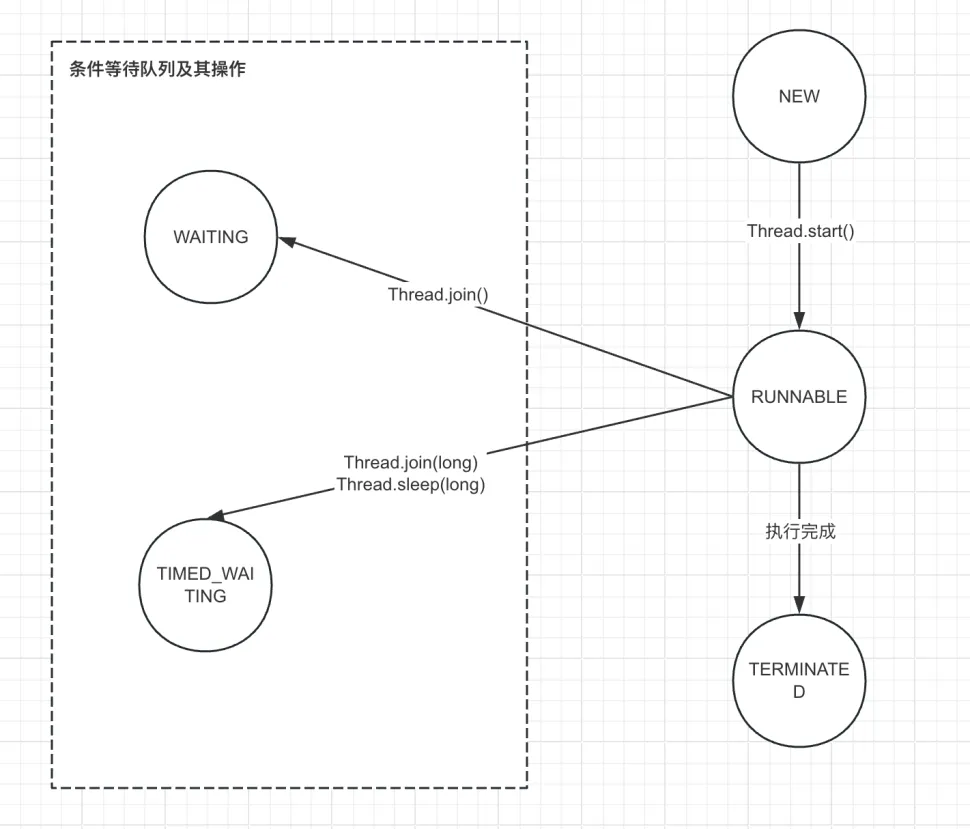 条件等待队列及其操作
NEW
WAITING
Thread.start()
Thread.join()
RUNNABLE
Thread.join(long)
Thread.sleep(long)
执行完成
TIMED_WAI
TING
TERMINATE
D